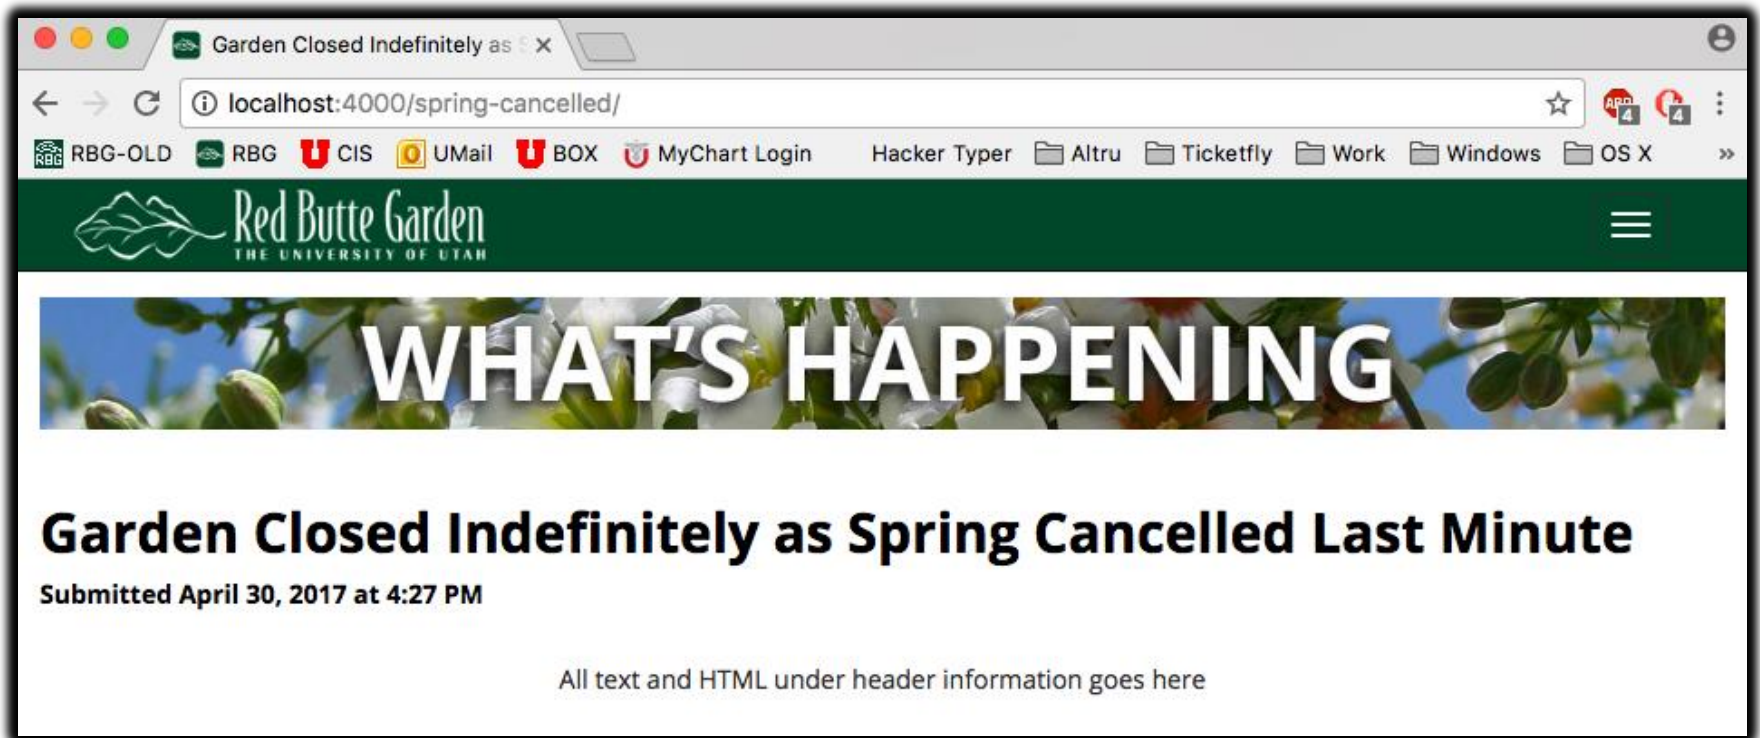 Garden Closed Indefinitely as S
localhost:4000/spring-cancelled/
4 4
RBG-OLD RBG CIS UMail BOX MyChart Login Hacker Typer Altru Ticketfly Work Windows OS X »
Red Butte Garden
THE UNIVERSITY OF UTAH
WHAT'S HAPPENING
Garden Closed Indefinitely as Spring Cancelled Last Minute
Submitted April 30, 2017 at 4:27 PM
All text and HTML under header information goes here